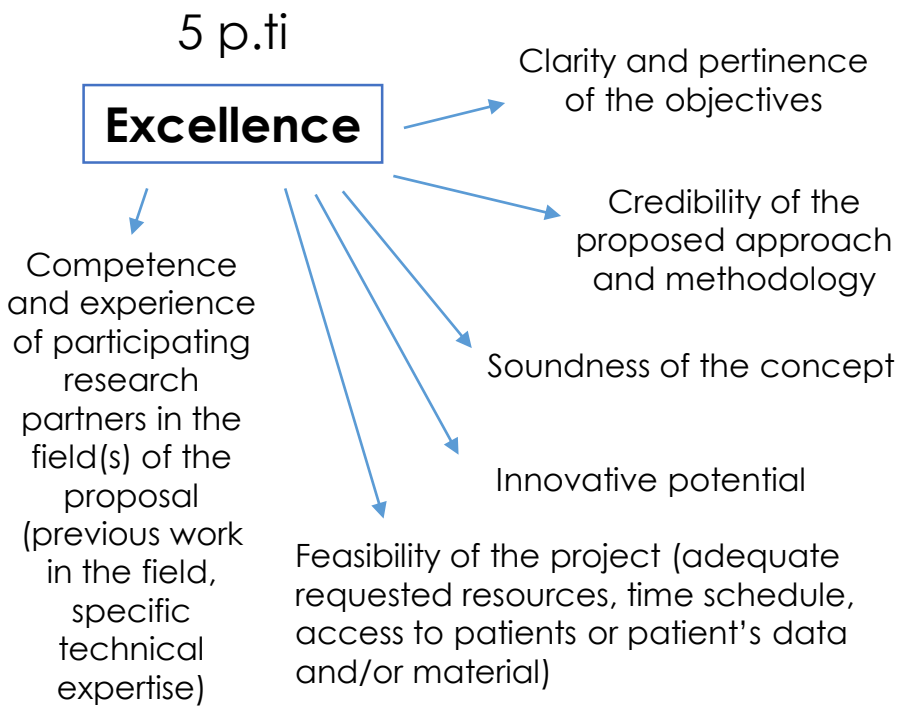 5 p.ti
Excellence
Clarity and pertinence
of the objectives
Credibility of the
proposed approach
and methodology
Soundness of the concept
Innovative potential
Feasibility of the project (adequate
requested resources, time schedule,
access to patients or patient’s data
and/or material)
Competence
and experience
of participating
research
partners in the
field(s) of the
proposal
(previous work
in the field,
specific
technical
expertise)